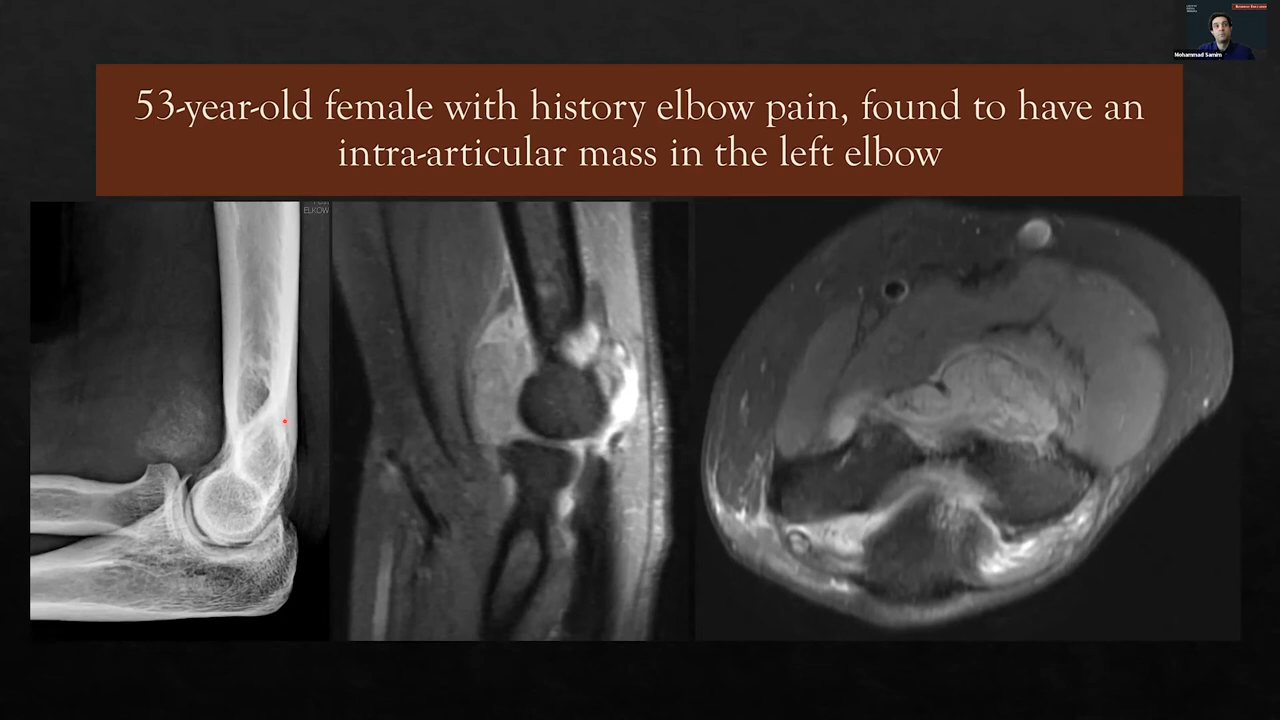 53-year-old female with history elbow pain, found to have an
intra-articular mass in the left elbow
Mohammad Samim
ELKOW